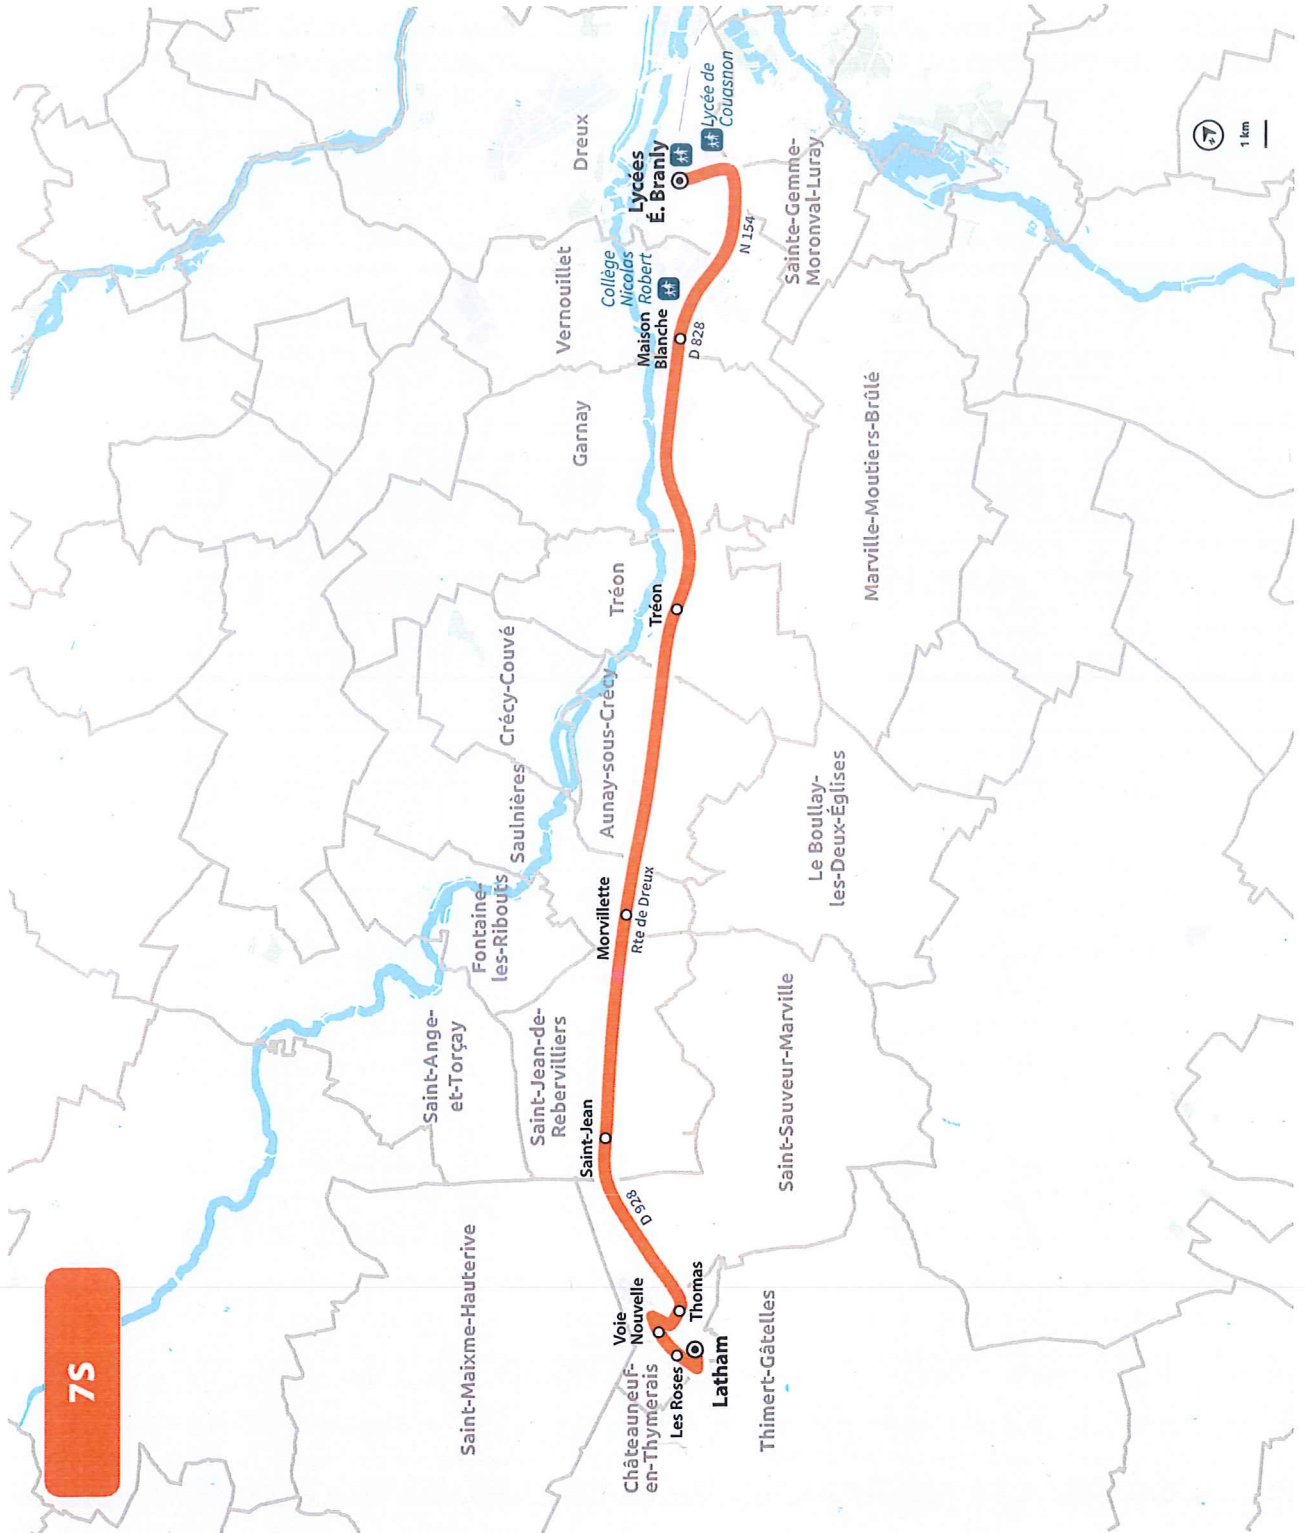 7S
Dreux
Lycées
É. Branly
Lycée de
Couasnon
Vernouillet
Collège
Nicolas
Robert
Maison
Blanche
D 828
N 154
Sainte-Gemme-
Moronval-Luray
Garnay
Marville-Moutiers-Brûlé
Tréon
Tréon
Crécy-Couvé
Aunay-sous-Crécy
Saulnières
Le Boullay-
les-Deux-Églises
Fontaine-
les-Ribouts
Morvillette
Rte de Dreux
Saint-Ange-
et-Torçay
Saint-Jean-de-
Rebervilliers
Saint-Sauveur-Marville
Saint-Jean
D 928
Saint-Maixme-Hauterive
Voie
Nouvelle
Thomas
Châteauneuf-
en-Thymerais
Les Roses
Latham
Thimert-Gâtelles
1 km